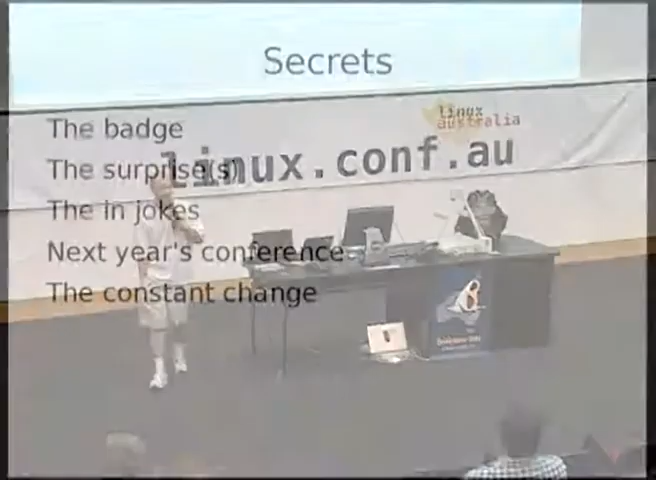 Secrets
linux
australia
The badge
linux.conf.au
The surprise(s)
The in jokes
Next year's conference
The constant change